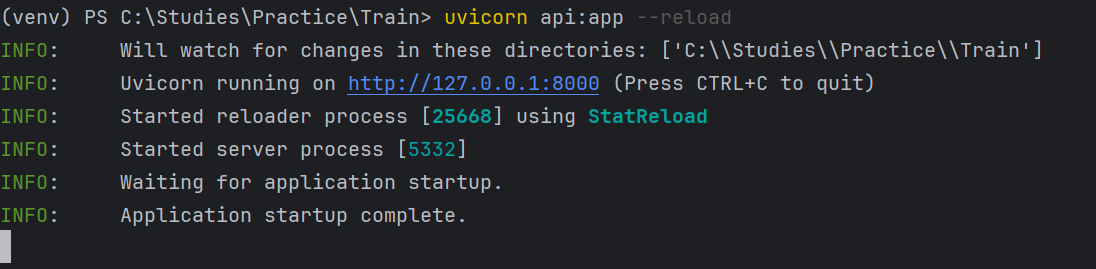 (venv) PS C:\Studies\Practice\Train> uvicorn api:app --reload
INFO:     Will watch for changes in these directories: ['C:\\Studies\\Practice\\Train']
INFO:     Uvicorn running on http://127.0.0.1:8000 (Press CTRL+C to quit)
INFO:     Started reloader process [25668] using StatReload
INFO:     Started server process [5332]
INFO:     Waiting for application startup.
INFO:     Application startup complete.